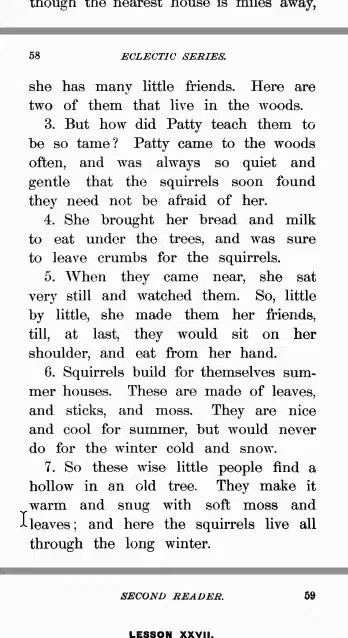 though the nearest house is miles away,
58 ECLECTIC SERIES.
she has many little friends. Here are
two of them that live in the woods.
3. But how did Patty teach them to
be so tame? Patty came to the woods
often, and was always so quiet and
gentle that the squirrels soon found
they need not be afraid of her.
4. She brought her bread and milk
to eat under the trees, and was sure
to leave crumbs for the squirrels.
5. When they came near, she sat
very still and watched them. So, little
by little, she made them her friends,
till, at last, they would sit on her
shoulder, and eat from her hand.
6. Squirrels build for themselves sum-
mer houses. These are made of leaves,
and sticks, and moss. They are nice
and cool for summer, but would never
do for the winter cold and snow.
7. So these wise little people find a
hollow in an old tree. They make it
warm and snug with soft moss and
leaves; and here the squirrels live all
through the long winter.
SECOND READER. 59
LESSON XXVII.